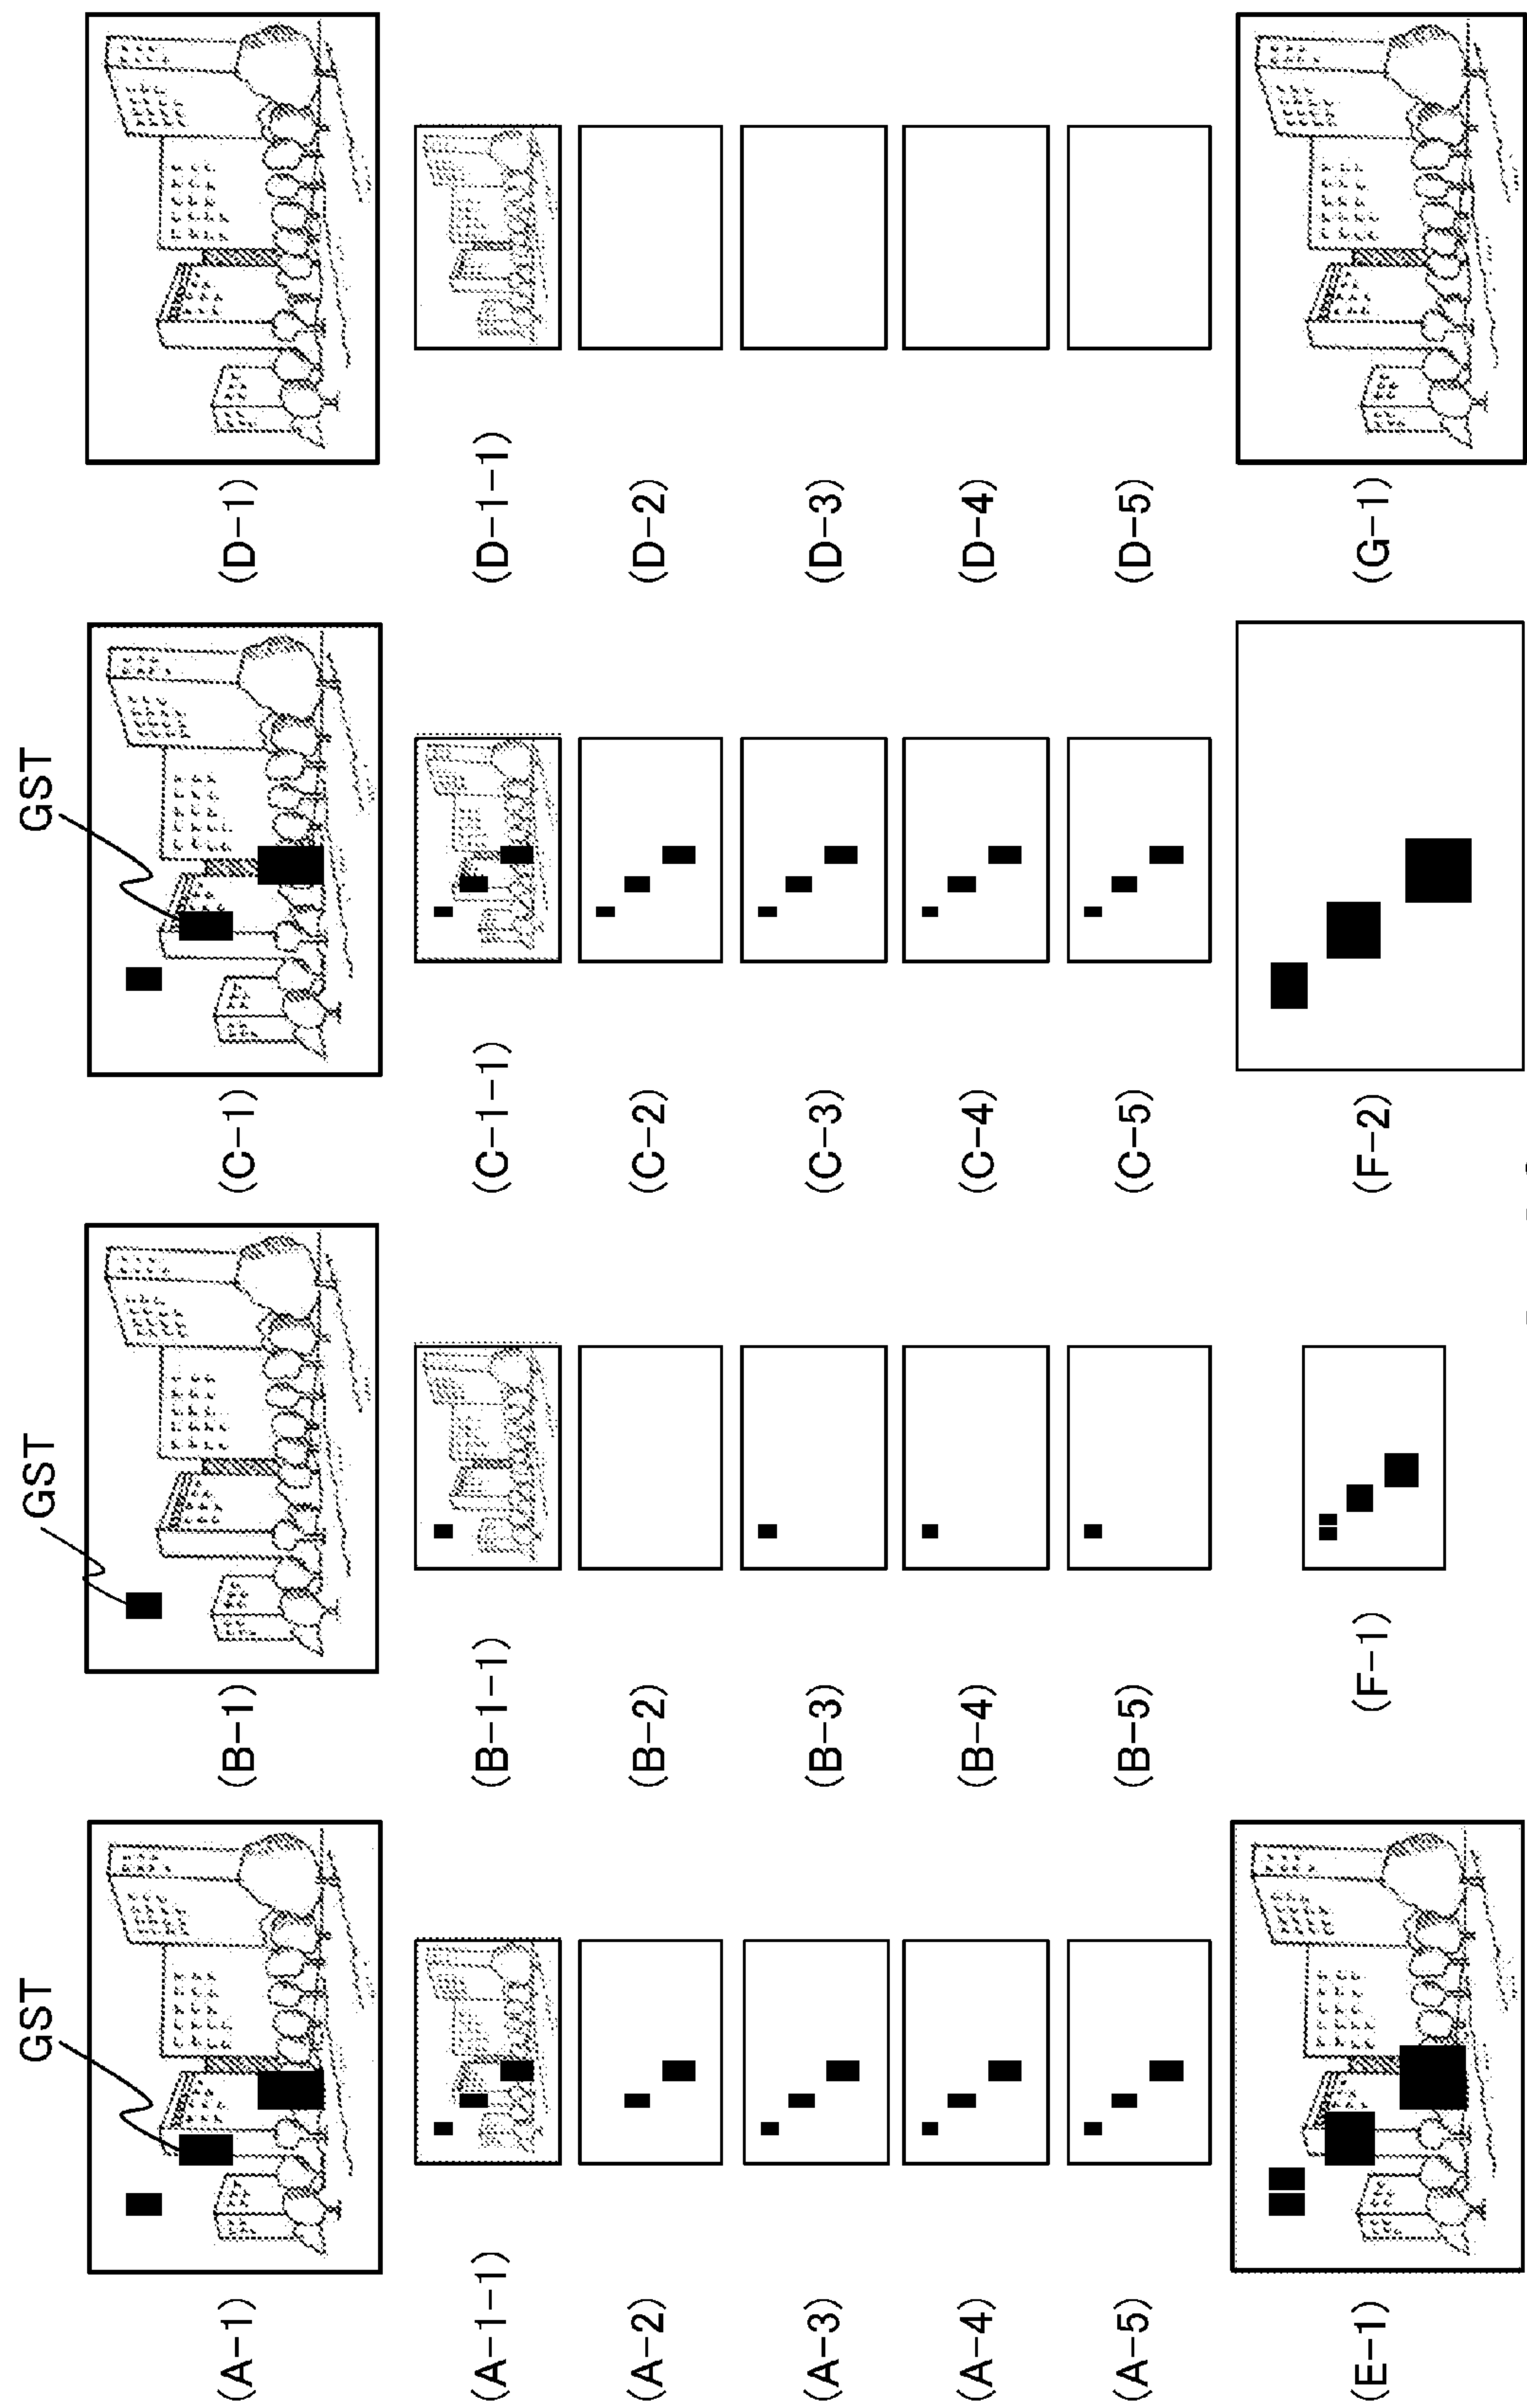 GST
(A-1)
(A-1-1)
(A-2)
(A-3)
(A-4)
(A-5)
(E-1)
GST
(B-1)
(B-1-1)
(B-2)
(B-3)
(B-4)
(B-5)
(F-1)
GST
(C-1)
(C-1-1)
(C-2)
(C-3)
(C-4)
(C-5)
(F-2)
(D-1)
(D-1-1)
(D-2)
(D-3)
(D-4)
(D-5)
(G-1)